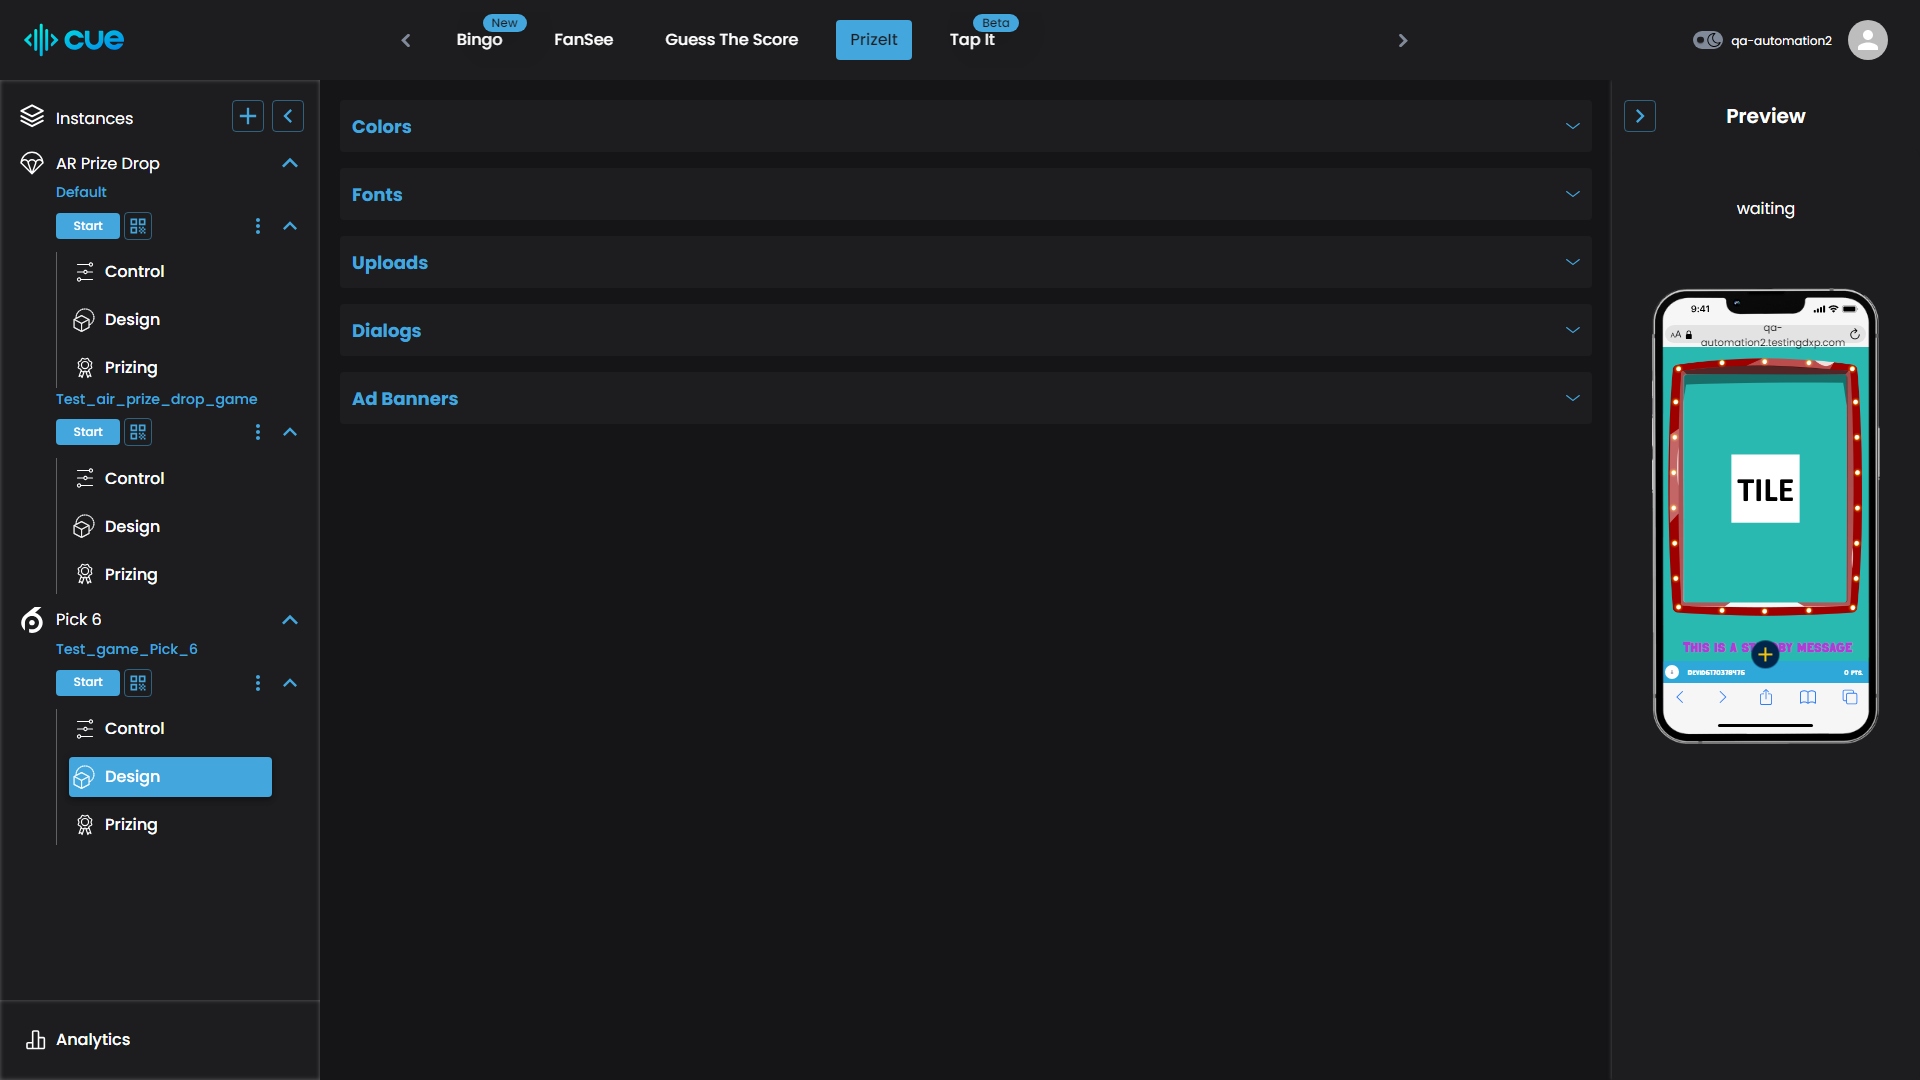 cue
Bingo
New
FanSee
Guess The Score
PrizeIt
Tap It
Beta
qa-automation2
Instances
AR Prize Drop
Default
Start
Control
Design
Prizing
Test_air_prize_drop_game
Start
Control
Design
Prizing
Pick 6
Test_game_Pick_6
Start
Control
Design
Prizing
Analytics
Colors
Fonts
Uploads
Dialogs
Ad Banners
Preview
waiting
9:41
AA
qa-
automation2.testingdxp.com
TILE
This is a st by message
0 PTS.